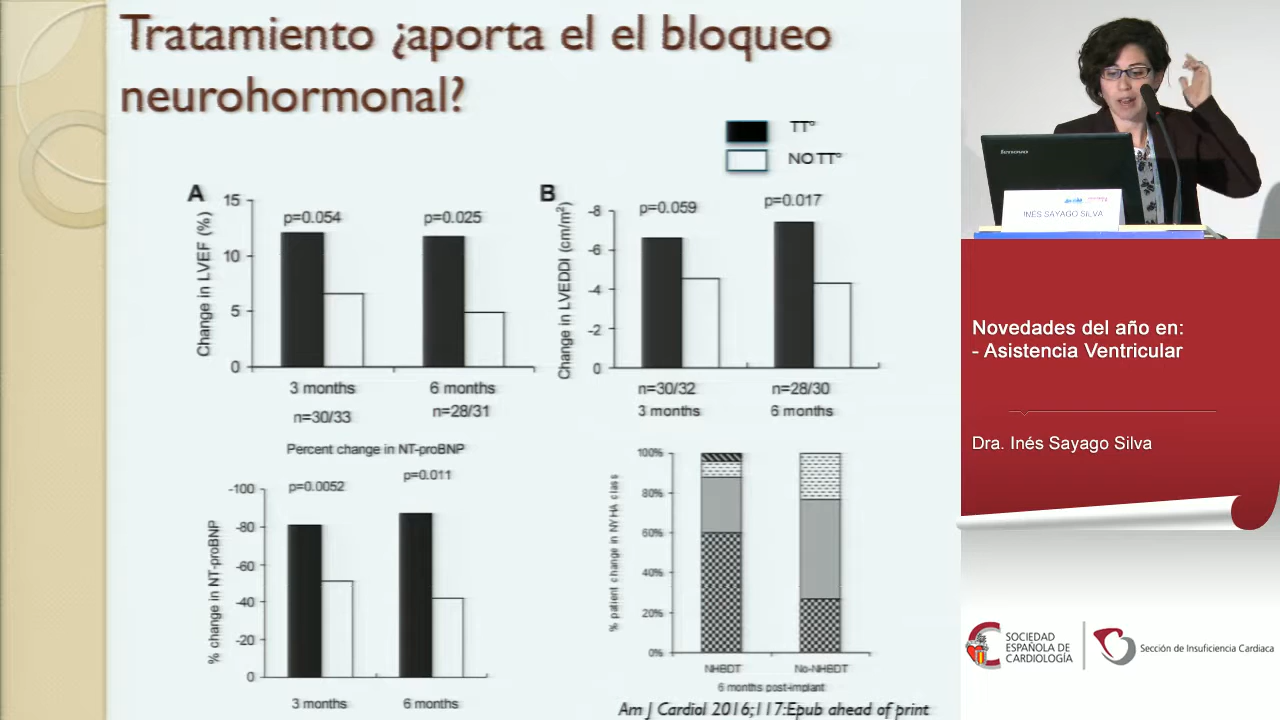 Tratamiento ¿aporta el el bloqueo
neurohormonal?
TTº
NO TTº
A
Change in LVEF (%)
15
10
5
0
p=0.054
p=0.025
3 months
6 months
n=30/33
n=28/31
B
Change in LVEDDI (cm/m²)
-8
-6
-4
-2
0
p=0.059
p=0.017
n=30/32
n=28/30
3 months
6 months
Percent change in NT-proBNP
% change in NT-proBNP
-100
-80
-60
-40
-20
0
p=0.0052
p=0.011
3 months
6 months
% patient change in NYHA class
100%
80%
60%
40%
20%
0%
NHBDT
No-NHBDT
6 months post-implant
Am J Cardiol 2016;117:Epub ahead of print
lenovo
INÉS SAYAGO SILVA
Novedades del año en:
- Asistencia Ventricular
Dra. Inés Sayago Silva
SOCIEDAD
ESPAÑOLA DE
CARDIOLOGÍA
Sección de Insuficiencia Cardiaca